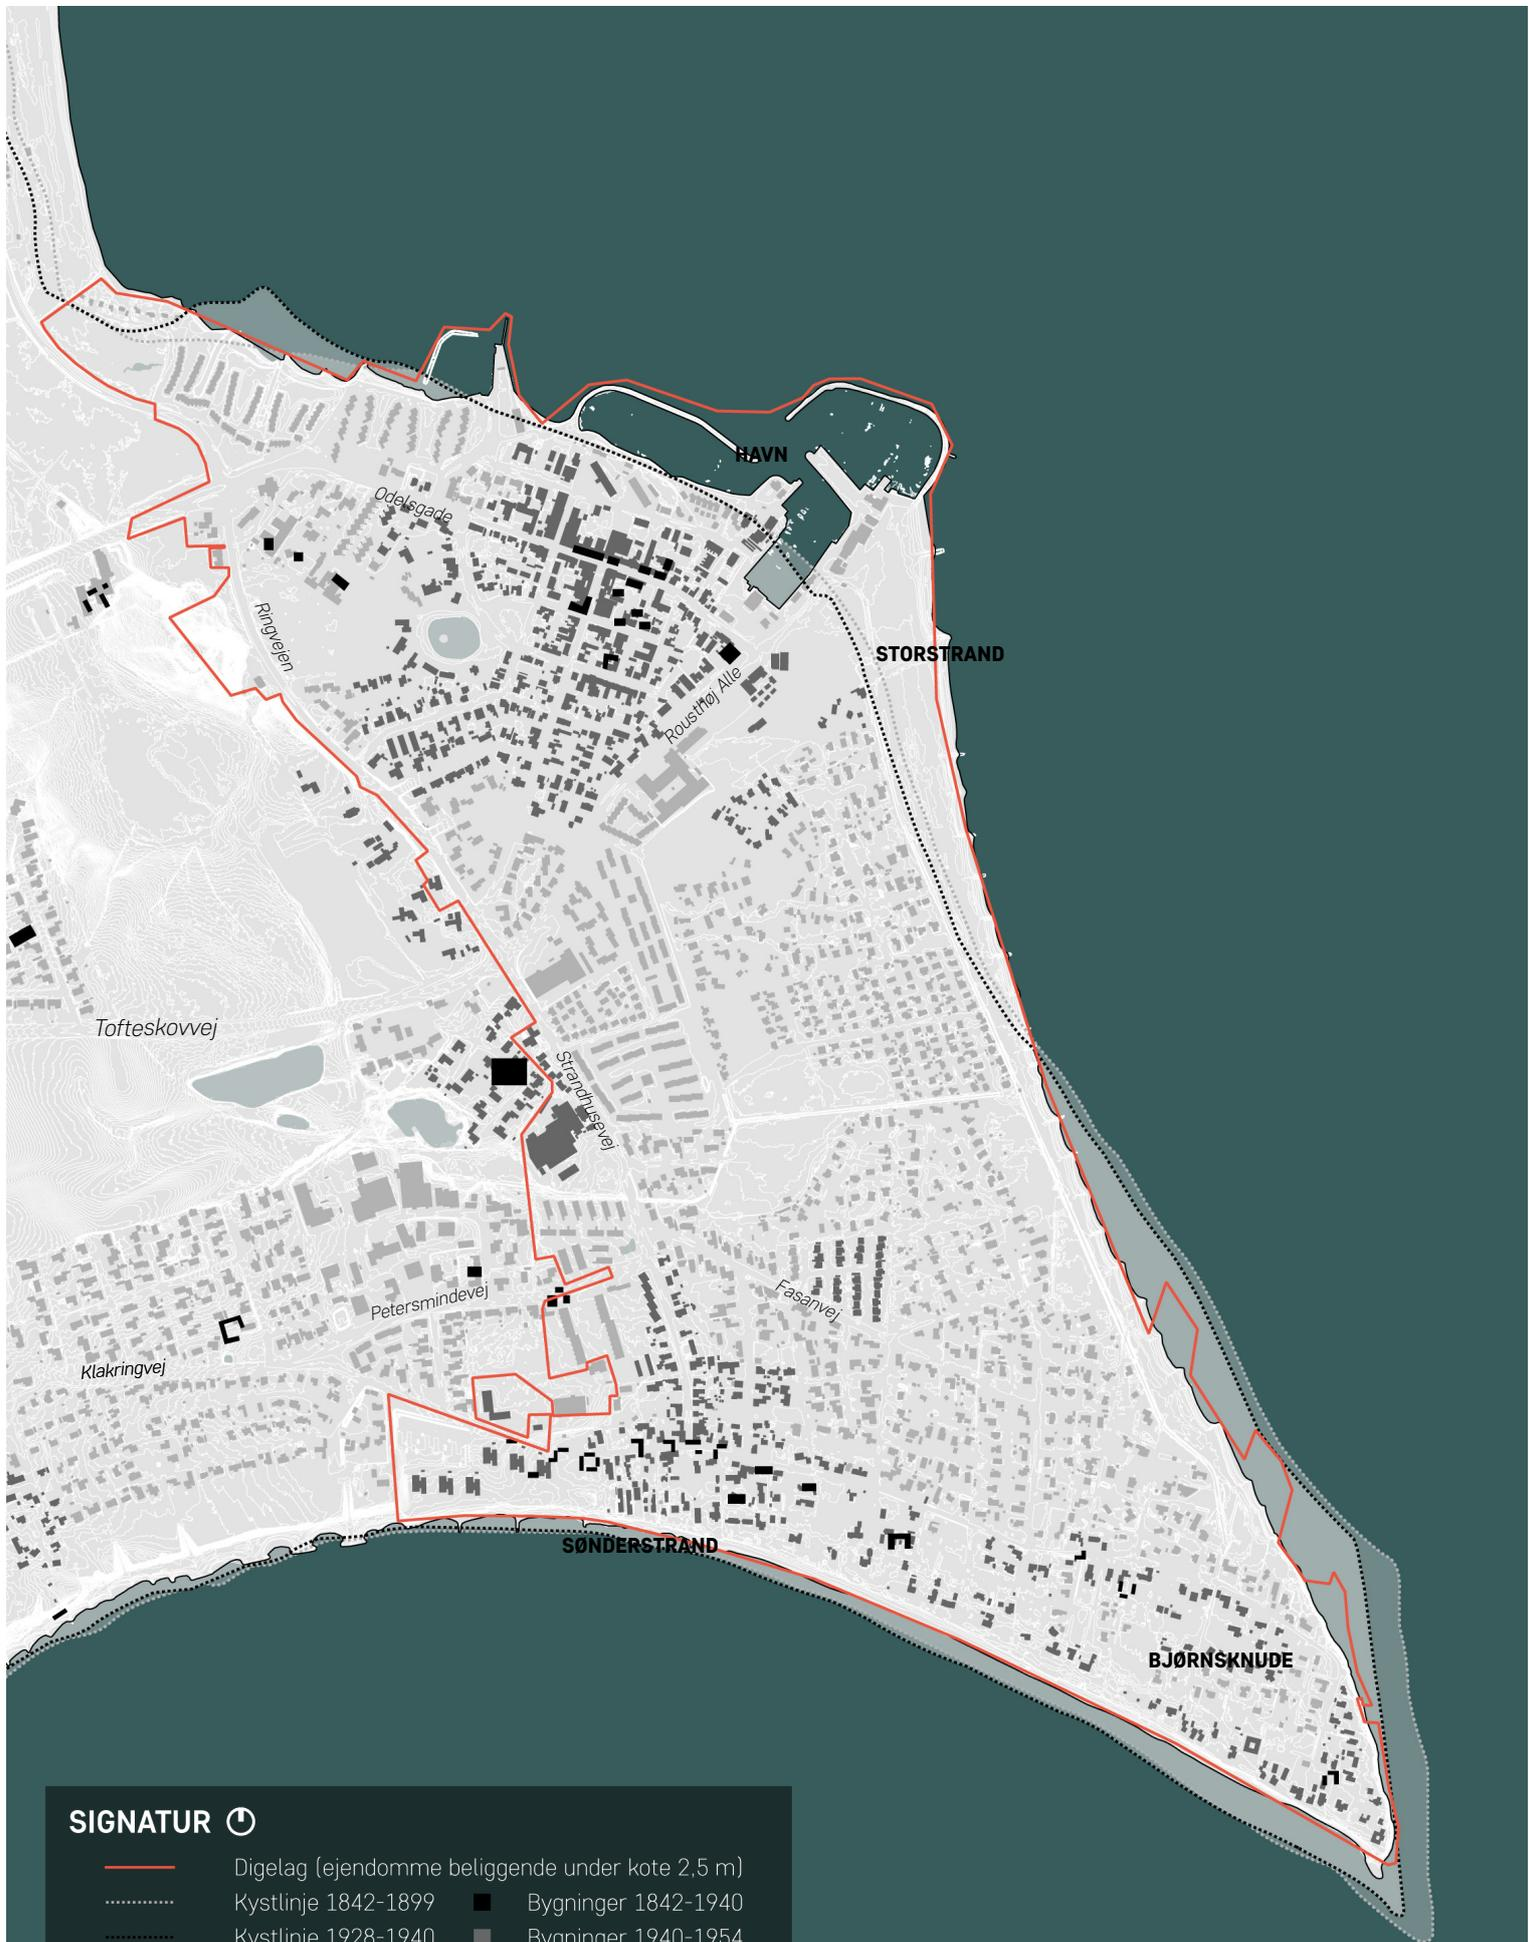 HAVN
Odelsgade
Ringvejen
STORSTRAND
Rousthøj Alle
Tofteskovvej
Strandhusevej
Petersmindevej
Fasanvej
Klakringvej
SØNDERSTRAND
BJØRNSKNUDE
SIGNATUR
Digelag (ejendomme beliggende under kote 2,5 m)
Kystlinje 1842-1899 Bygninger 1842-1940
Kystlinje 1928-1940 Bygninger 1940-1954